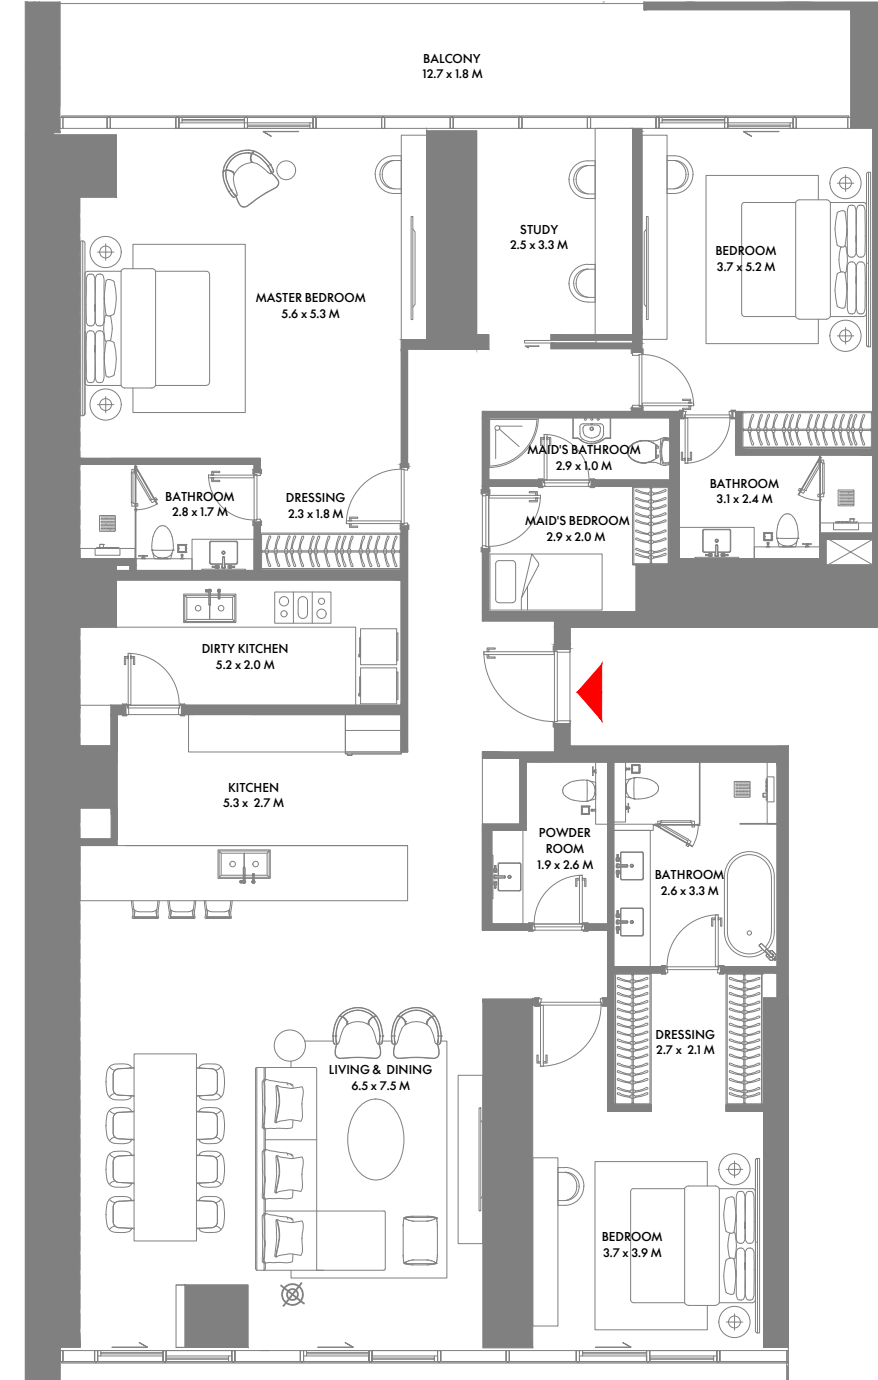 BALCONY
12.7 x 1.8 M
STUDY
2.5 x 3.3 M
BEDROOM
3.7 x 5.2 M
MASTER BEDROOM
5.6 x 5.3 M
MAID'S BATHROOM
2.9 x 1.0 M
BATHROOM
2.8 x 1.7 M
DRESSING
2.3 x 1.8 M
BATHROOM
3.1 x 2.4 M
MAID'S BEDROOM
2.9 x 2.0 M
DIRTY KITCHEN
5.2 x 2.0 M
KITCHEN
5.3 x 2.7 M
POWDER
ROOM
1.9 x 2.6 M
BATHROOM
2.6 x 3.3 M
DRESSING
2.7 x 2.1 M
LIVING & DINING
6.5 x 7.5 M
BEDROOM
3.7 x 3.9 M